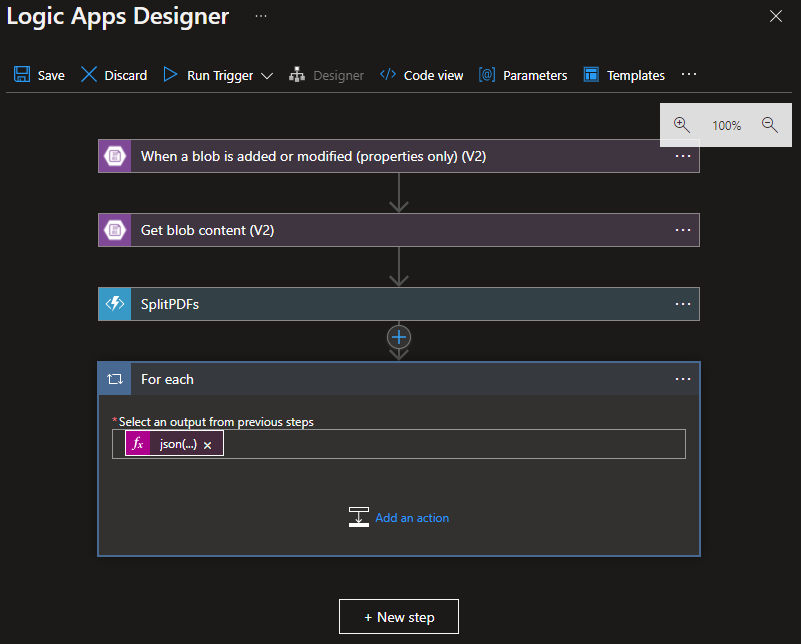 Logic Apps Designer ...
Save Discard Run Trigger Designer Code view Parameters Templates ...
100%
When a blob is added or modified (properties only) (V2) ...
Get blob content (V2) ...
SplitPDFs ...
For each ...
*Select an output from previous steps
fx json(...) ×
Add an action
+ New step